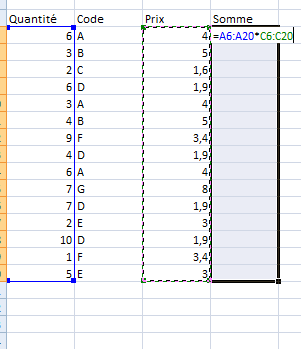 Quantité Code Prix Somme
6 A 4 =A6:A20*C6:C20
3 B 5
2 C 1,6
6 D 1,9
3 A 4
4 B 5
9 F 3,4
4 D 1,9
6 A 4
7 G 8
7 D 1,9
2 E 3
10 D 1,9
1 F 3,4
5 E 3